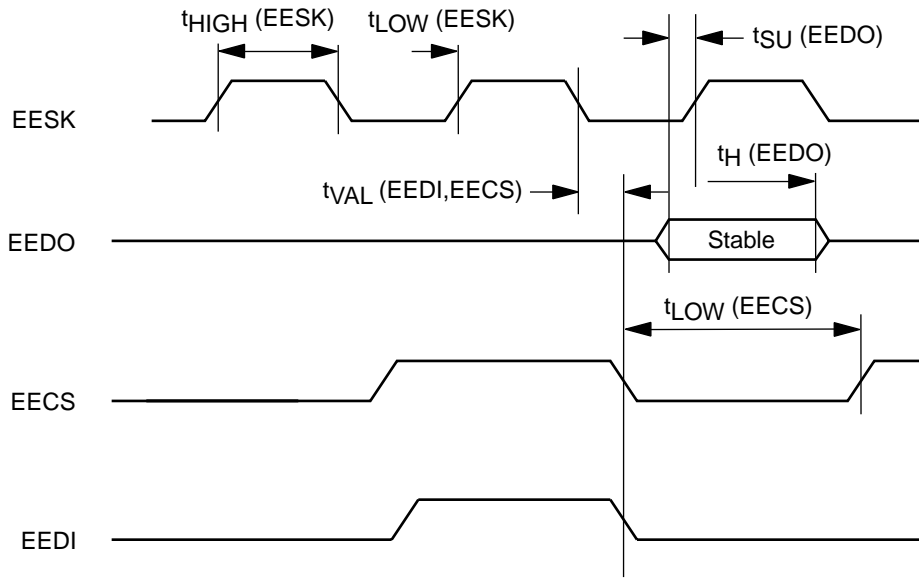 tHIGH (EESK)
tLOW (EESK)
tSU (EEDO)
EESK
tH (EEDO)
tVAL (EEDI,EECS)
EEDO
Stable
tLOW (EECS)
EECS
EEDI